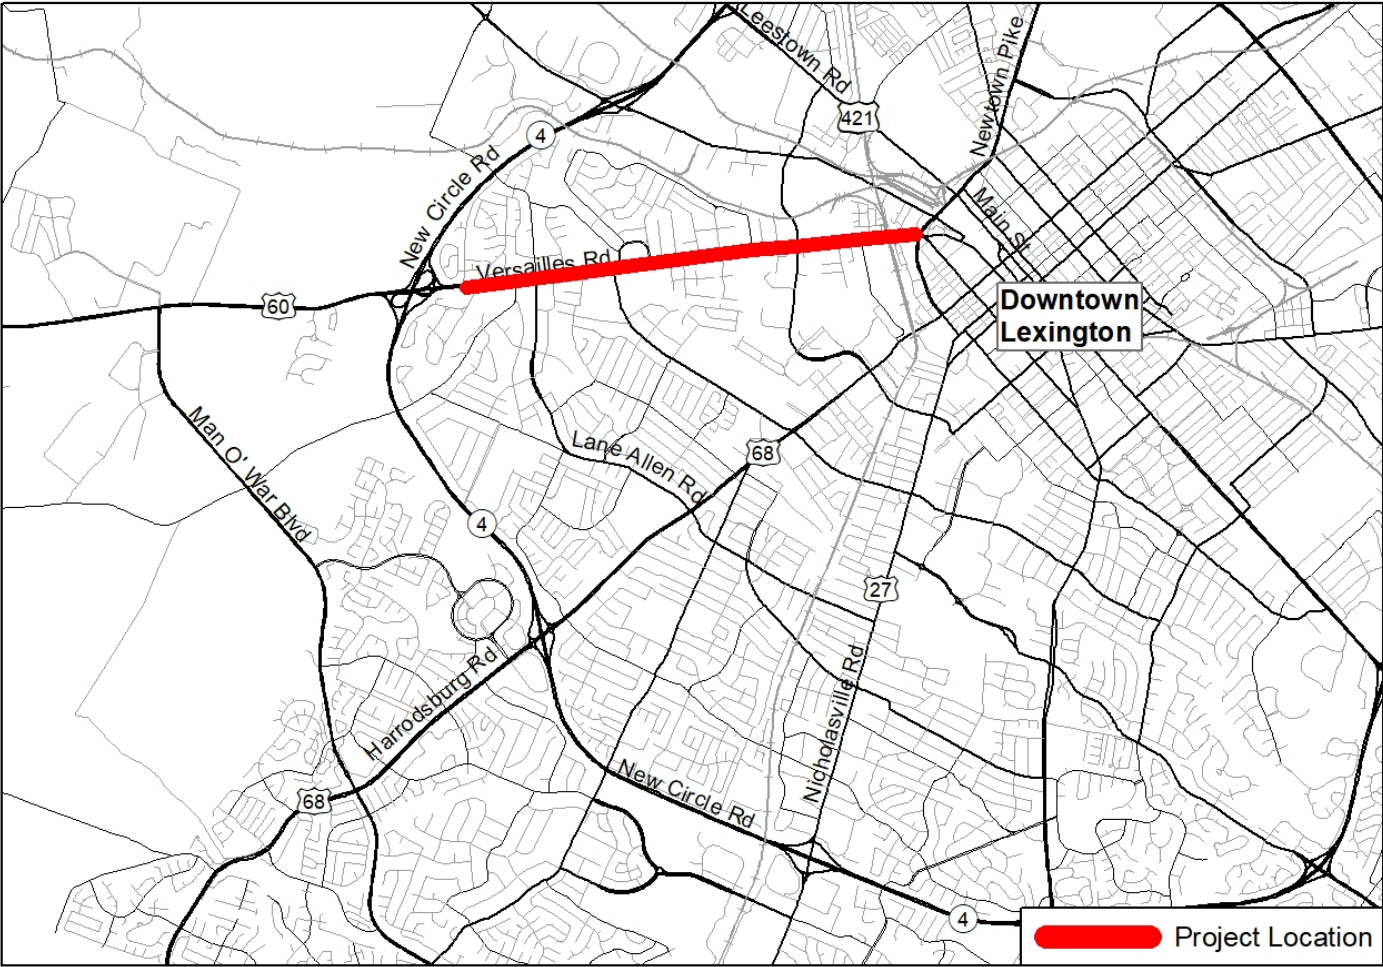 Leestown Rd
Newtown Pike
421
4
New Circle Rd
Main St
Versailles Rd
60
Downtown
Lexington
Man O' War Blvd
Lane Allen Rd
68
4
27
Harrodsburg Rd
Nicholasville Rd
New Circle Rd
68
4
Project Location